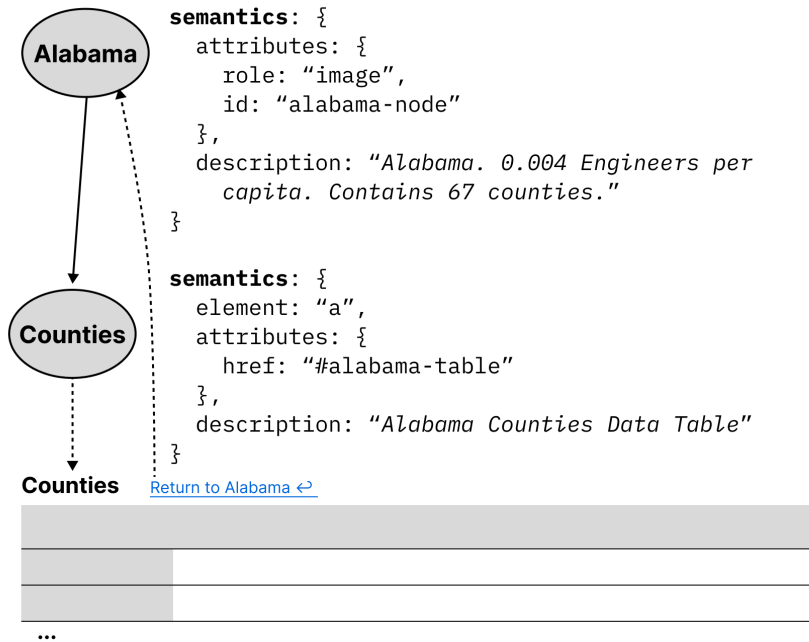 Alabama
semantics: {
attributes: {
role: “image”,
id: “alabama-node”
},
description: “Alabama. 0.004 Engineers per
capita. Contains 67 counties.”
}
Counties
semantics: {
element: “a”,
attributes: {
href: “#alabama-table”
},
description: “Alabama Counties Data Table”
}
Counties
Return to Alabama ↩
...